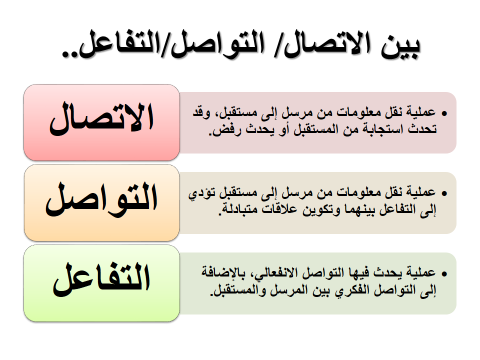 بين الاتصال/ التواصل/التفاعل..
الاتصال
• عملية نقل معلومات من مرسل إلى مستقبل، وقد
تحدث استجابة من المستقبل أو يحدث رفض.
التواصل
• عملية نقل معلومات من مرسل إلى مستقبل تؤدي
إلى التفاعل بينهما وتكوين علاقات متبادلة.
التفاعل
• عملية يحدث فيها التواصل الانفعالي، بالإضافة
إلى التواصل الفكري بين المرسل والمستقبل.